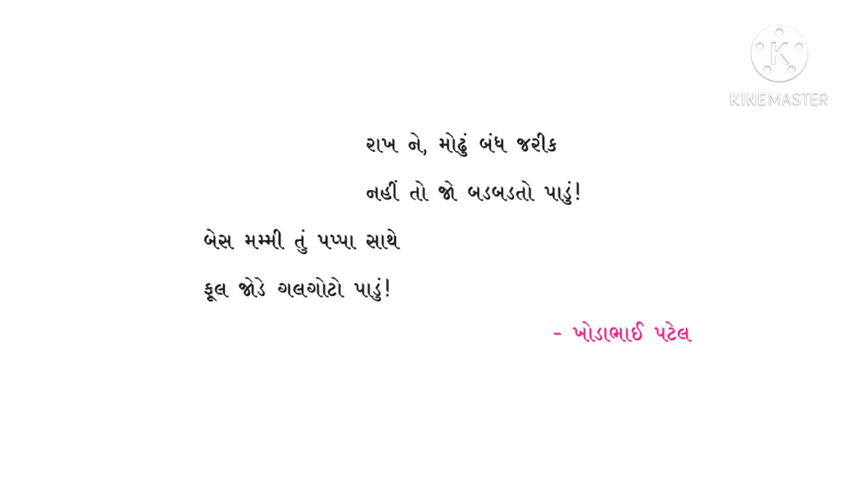 KINEMASTER
રાખ ને, મોઢું બંધ જરીક
નહીં તો જો બડબડતો પાડું!
બેસ મમ્મી તું પપ્પા સાથે
ફૂલ જોડે ગલગોટો પાડું!
- ખોડાભાઈ પટેલ